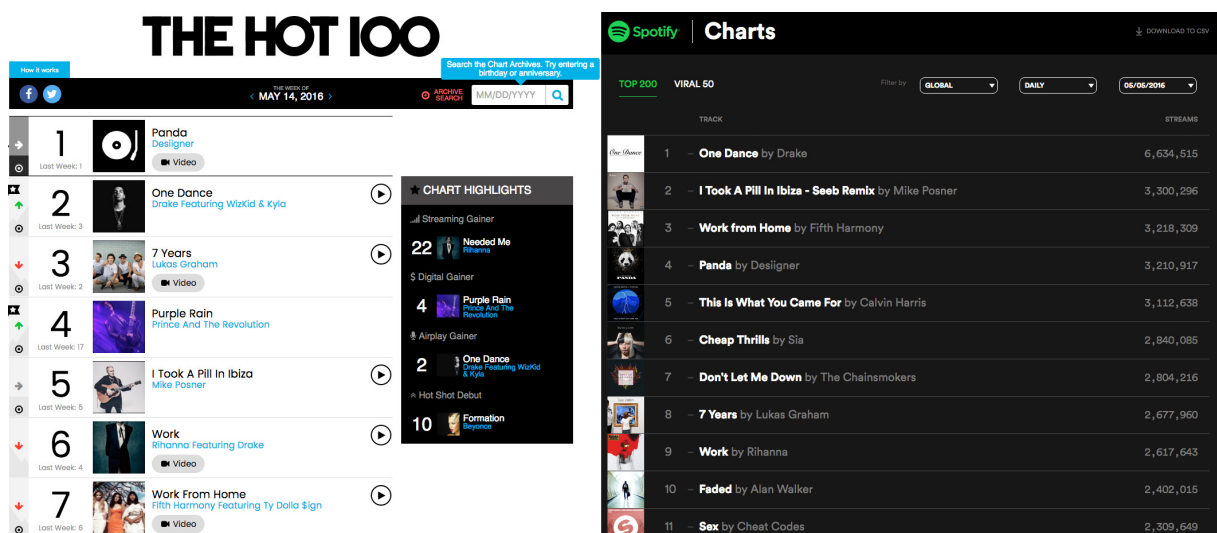 THE HOT 100
How it works
Search the Chart Archives. Try entering a
birthday or anniversary.
THE WEEK OF
MAY 14, 2016
ARCHIVE
SEARCH
MM/DD/YYYY
1
Last Week: 1
Panda
Desiigner
Video
2
Last Week: 3
One Dance
Drake Featuring WizKid & Kyla
3
Last Week: 2
7 Years
Lukas Graham
Video
4
Last Week: 17
Purple Rain
Prince And The Revolution
5
Last Week: 5
I Took A Pill In Ibiza
Mike Posner
6
Last Week: 4
Work
Rihanna Featuring Drake
Video
7
Last Week: 6
Work From Home
Fifth Harmony Featuring Ty Dolla $ign
Video
CHART HIGHLIGHTS
Streaming Gainer
22
Needed Me
Rihanna
$ Digital Gainer
4
Purple Rain
Prince And The
Revolution
Airplay Gainer
2
One Dance
Drake Featuring WizKid
& Kyla
Hot Shot Debut
10
Formation
Beyonce
Spotify Charts
DOWNLOAD TO CSV
TOP 200 VIRAL 50
Filter by GLOBAL DAILY 05/05/2016
TRACK STREAMS
One Dance
1 – One Dance by Drake 6,634,515
2 – I Took A Pill In Ibiza - Seeb Remix by Mike Posner 3,300,296
3 – Work from Home by Fifth Harmony 3,218,309
PANDA
4 – Panda by Desiigner 3,210,917
5 – This Is What You Came For by Calvin Harris 3,112,638
6 – Cheap Thrills by Sia 2,840,085
7 – Don't Let Me Down by The Chainsmokers 2,804,216
8 – 7 Years by Lukas Graham 2,677,960
9 – Work by Rihanna 2,617,643
10 – Faded by Alan Walker 2,402,015
11 – Sex by Cheat Codes 2,309,649